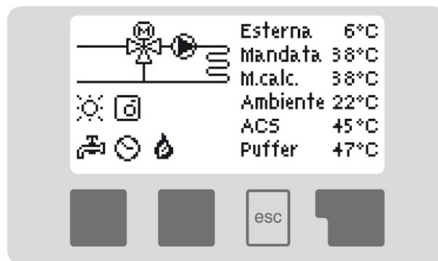 M
Esterna 6°C
Mandata 38°C
M.calc. 38°C
Ambiente 22°C
ACS 45°C
Puffer 47°C
esc